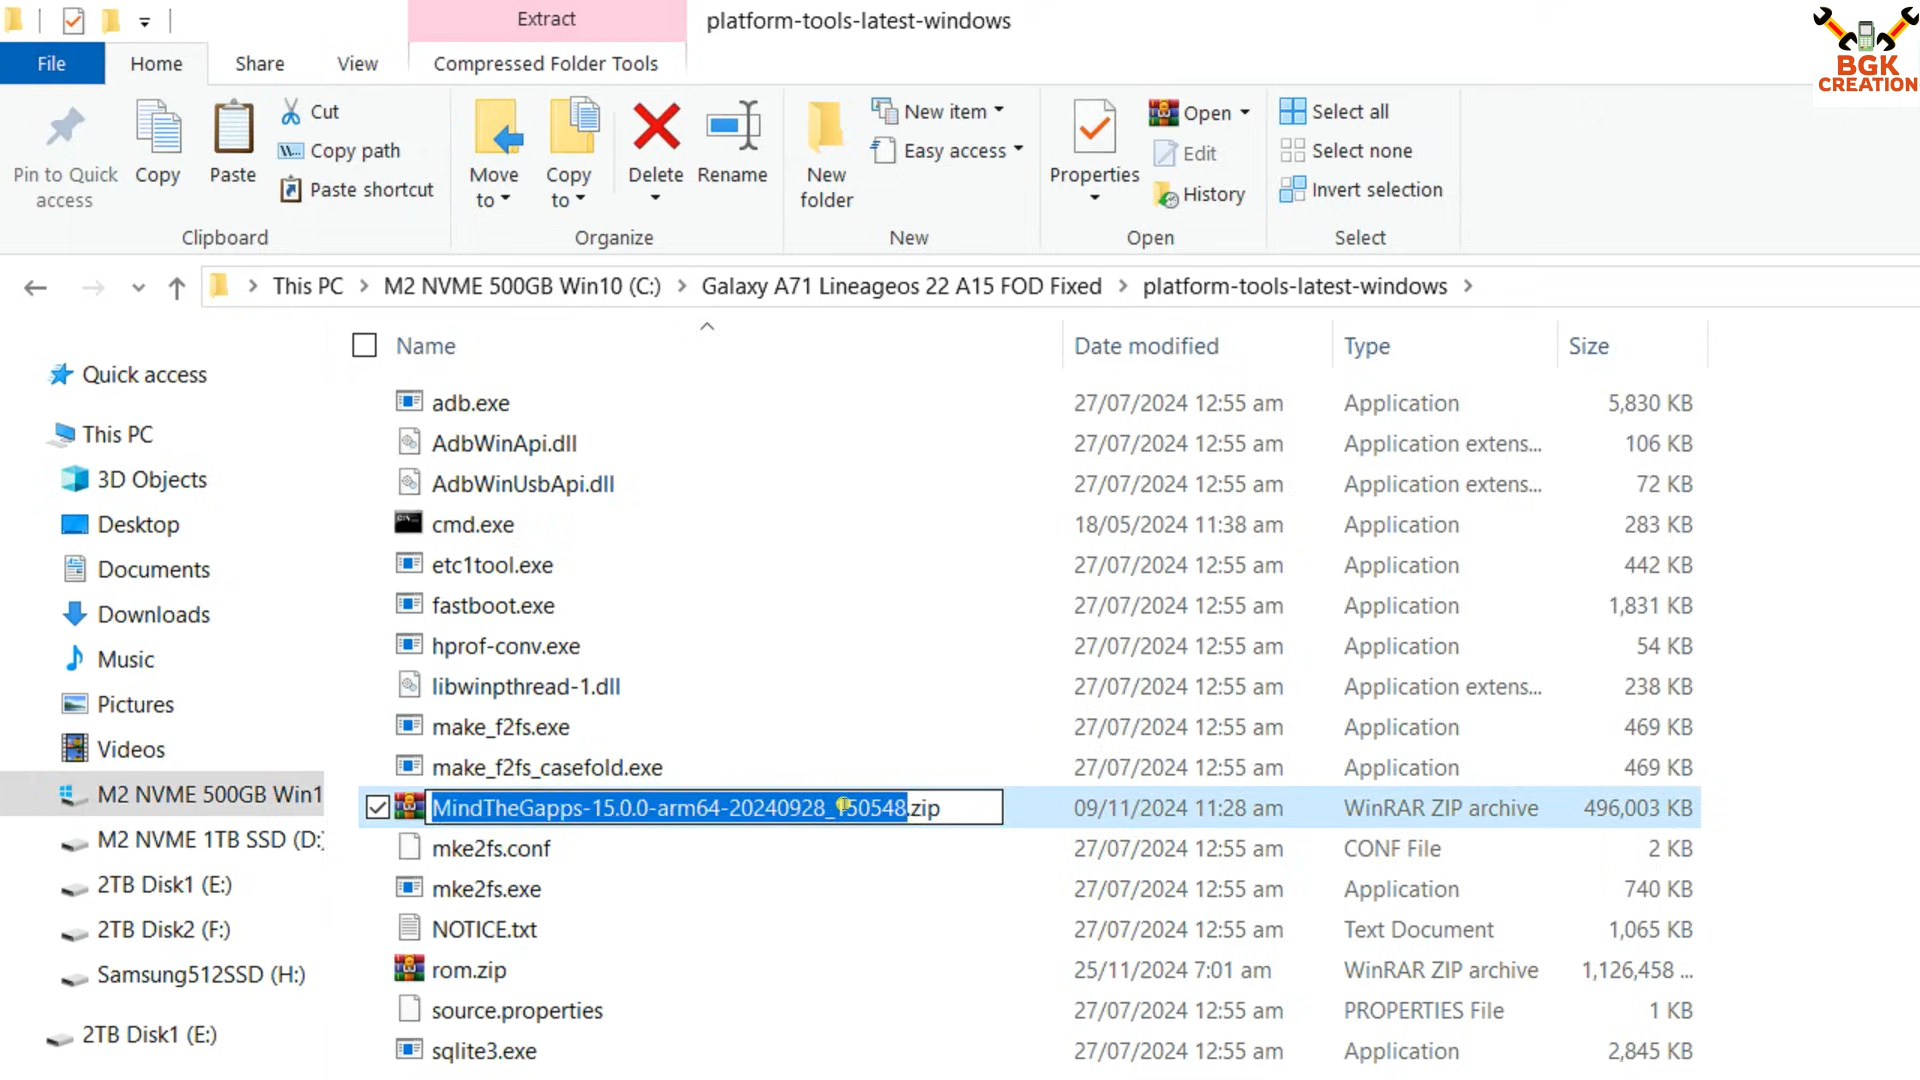 Extract
platform-tools-latest-windows
File
Home
Share
View
Compressed Folder Tools
BGK
CREATION
Pin to Quick
access
Copy
Paste
Cut
Copy path
Paste shortcut
Clipboard
Move
to
Copy
to
Delete
Rename
Organize
New
folder
New item
Easy access
New
Properties
Open
Edit
History
Open
Select all
Select none
Invert selection
Select
This PC
M2 NVME 500GB Win10 (C:)
Galaxy A71 Lineageos 22 A15 FOD Fixed
platform-tools-latest-windows
Quick access
This PC
3D Objects
Desktop
Documents
Downloads
Music
Pictures
Videos
M2 NVME 500GB Win1
M2 NVME 1TB SSD (D:)
2TB Disk1 (E:)
2TB Disk2 (F:)
Samsung512SSD (H:)
2TB Disk1 (E:)
Name Date modified Type Size
adb.exe 27/07/2024 12:55 am Application 5,830 KB
AdbWinApi.dll 27/07/2024 12:55 am Application extens... 106 KB
AdbWinUsbApi.dll 27/07/2024 12:55 am Application extens... 72 KB
cmd.exe 18/05/2024 11:38 am Application 283 KB
etc1tool.exe 27/07/2024 12:55 am Application 442 KB
fastboot.exe 27/07/2024 12:55 am Application 1,831 KB
hprof-conv.exe 27/07/2024 12:55 am Application 54 KB
libwinpthread-1.dll 27/07/2024 12:55 am Application extens... 238 KB
make_f2fs.exe 27/07/2024 12:55 am Application 469 KB
make_f2fs_casefold.exe 27/07/2024 12:55 am Application 469 KB
MindTheGapps-15.0.0-arm64-20240928_150548.zip 09/11/2024 11:28 am WinRAR ZIP archive 496,003 KB
mke2fs.conf 27/07/2024 12:55 am CONF File 2 KB
mke2fs.exe 27/07/2024 12:55 am Application 740 KB
NOTICE.txt 27/07/2024 12:55 am Text Document 1,065 KB
rom.zip 25/11/2024 7:01 am WinRAR ZIP archive 1,126,458 ...
source.properties 27/07/2024 12:55 am PROPERTIES File 1 KB
sqlite3.exe 27/07/2024 12:55 am Application 2,845 KB